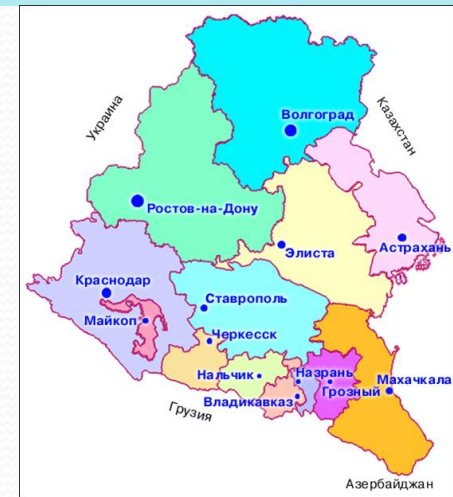 Волгоград
Украина
Казахстан
Ростов-на-Дону
Элиста
Астрахань
Краснодар
Ставрополь
Майкоп
Черкесск
Нальчик
Назрань
Грозный
Махачкала
Владикавказ
Грузия
Азербайджан